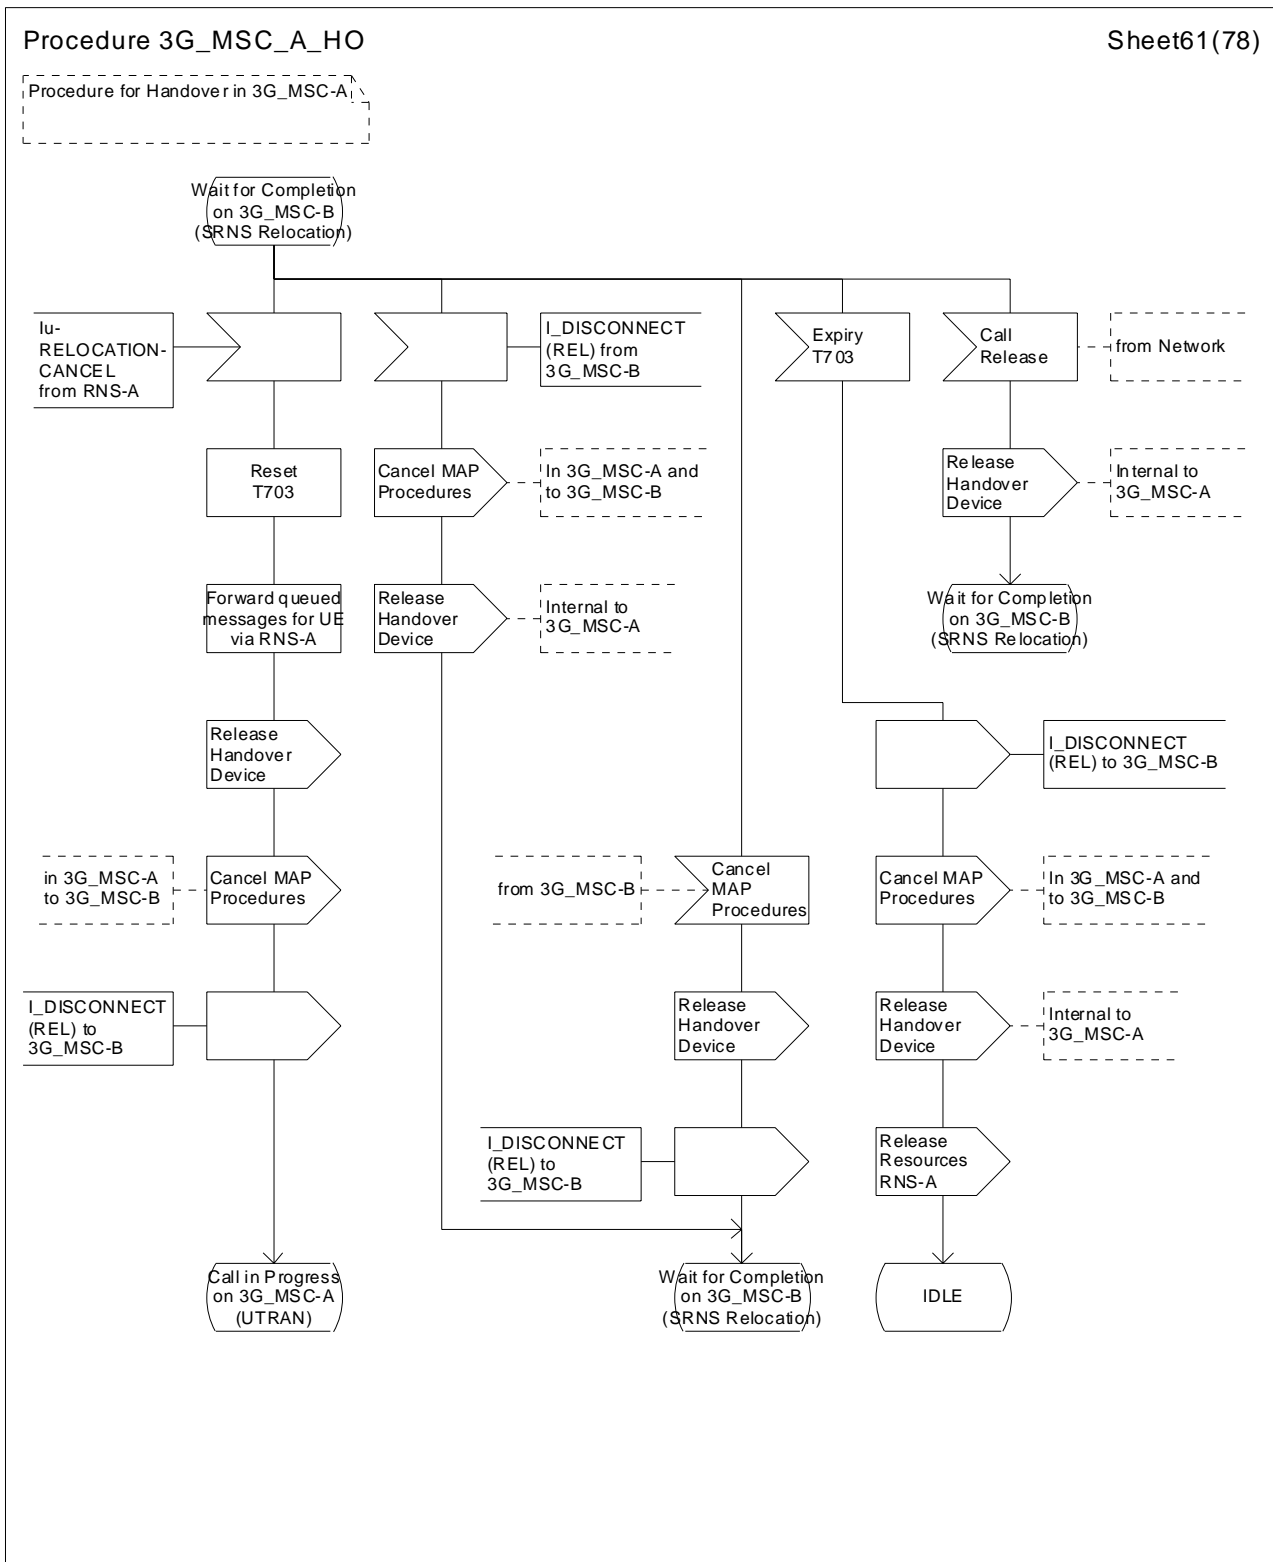 Procedure 3G_MSC_A_HO
Sheet61(78)
Procedure for Handover in 3G_MSC-A
Wait for Completion
on 3G_MSC-B
(SRNS Relocation)
Iu-
RELOCATION-
CANCEL
from RNS-A
I_DISCONNECT
(REL) from
3G_MSC-B
Expiry
T703
Call
Release
from Network
Reset
T703
Cancel MAP
Procedures
In 3G_MSC-A and
to 3G_MSC-B
Release
Handover
Device
Internal to
3G_MSC-A
Forward queued
messages for UE
via RNS-A
Release
Handover
Device
Internal to
3G_MSC-A
Wait for Completion
on 3G_MSC-B
(SRNS Relocation)
Release
Handover
Device
I_DISCONNECT
(REL) to 3G_MSC-B
in 3G_MSC-A
to 3G_MSC-B
Cancel MAP
Procedures
from 3G_MSC-B
Cancel
MAP
Procedures
Cancel MAP
Procedures
In 3G_MSC-A and
to 3G_MSC-B
I_DISCONNECT
(REL) to
3G_MSC-B
Release
Handover
Device
Release
Handover
Device
Internal to
3G_MSC-A
I_DISCONNECT
(REL) to
3G_MSC-B
Release
Resources
RNS-A
Call in Progress
on 3G_MSC-A
(UTRAN)
Wait for Completion
on 3G_MSC-B
(SRNS Relocation)
IDLE